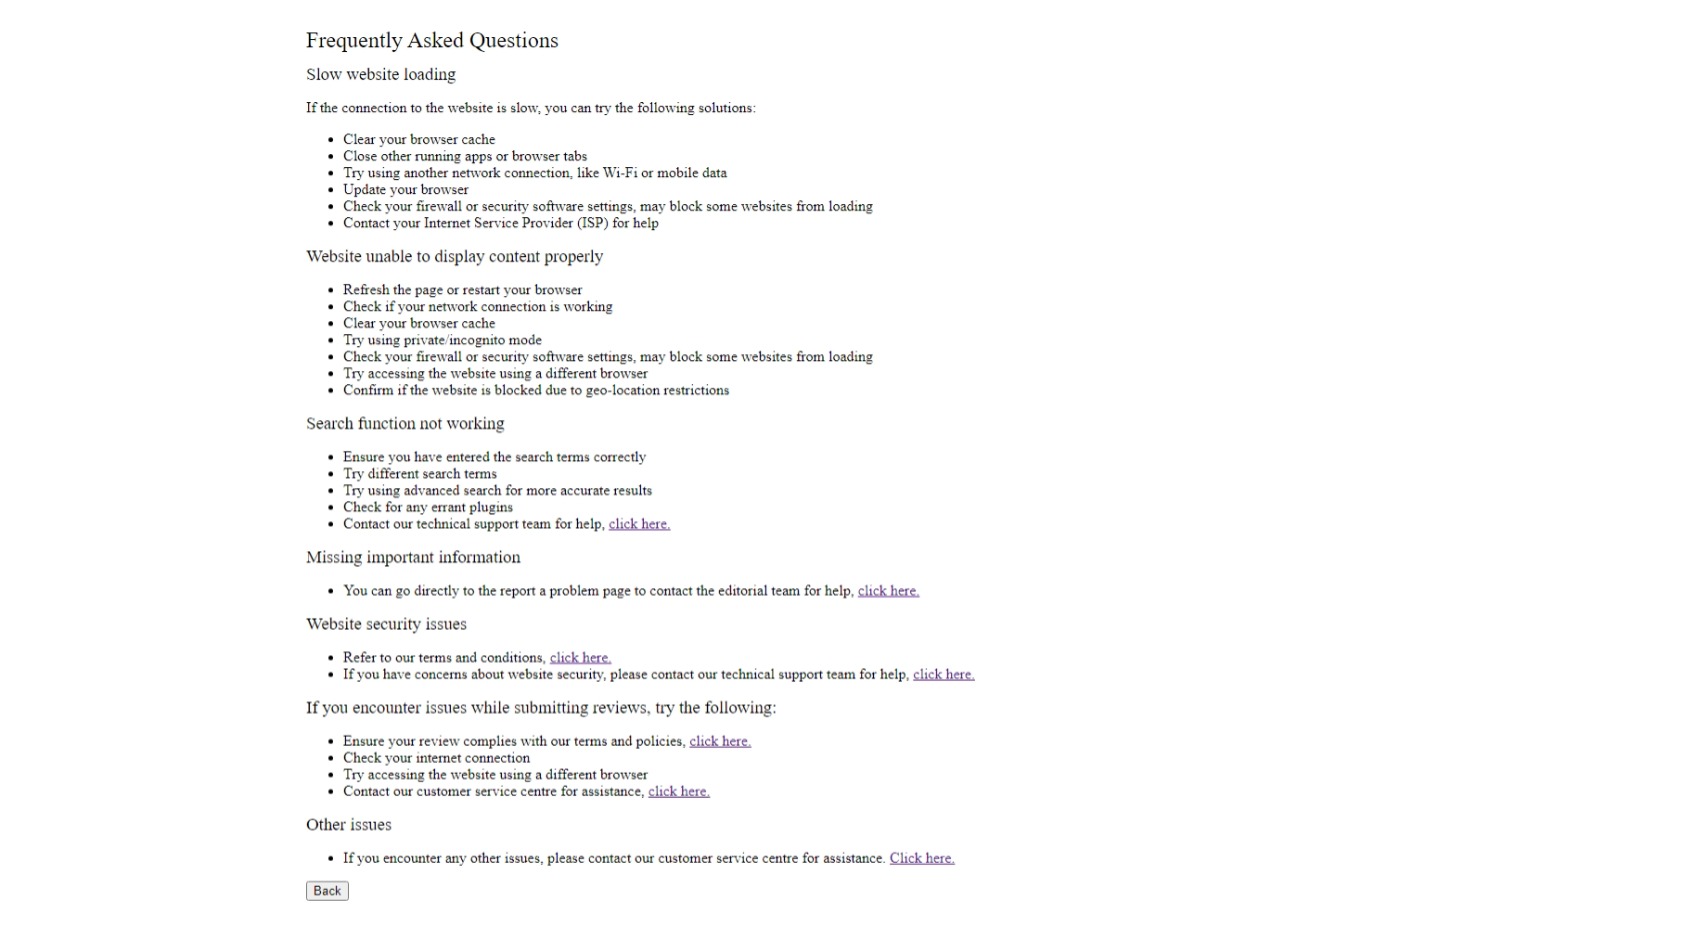 Frequently Asked Questions
Slow website loading
If the connection to the website is slow, you can try the following solutions:
Clear your browser cache
Close other running apps or browser tabs
Try using another network connection, like Wi-Fi or mobile data
Update your browser
Check your firewall or security software settings, may block some websites from loading
Contact your Internet Service Provider (ISP) for help
Website unable to display content properly
Refresh the page or restart your browser
Check if your network connection is working
Clear your browser cache
Try using private/incognito mode
Check your firewall or security software settings, may block some websites from loading
Try accessing the website using a different browser
Confirm if the website is blocked due to geo-location restrictions
Search function not working
Ensure you have entered the search terms correctly
Try different search terms
Try using advanced search for more accurate results
Check for any errant plugins
Contact our technical support team for help, click here.
Missing important information
You can go directly to the report a problem page to contact the editorial team for help, click here.
Website security issues
Refer to our terms and conditions, click here.
If you have concerns about website security, please contact our technical support team for help, click here.
If you encounter issues while submitting reviews, try the following:
Ensure your review complies with our terms and policies, click here.
Check your internet connection
Try accessing the website using a different browser
Contact our customer service centre for assistance, click here.
Other issues
If you encounter any other issues, please contact our customer service centre for assistance. Click here.
Back